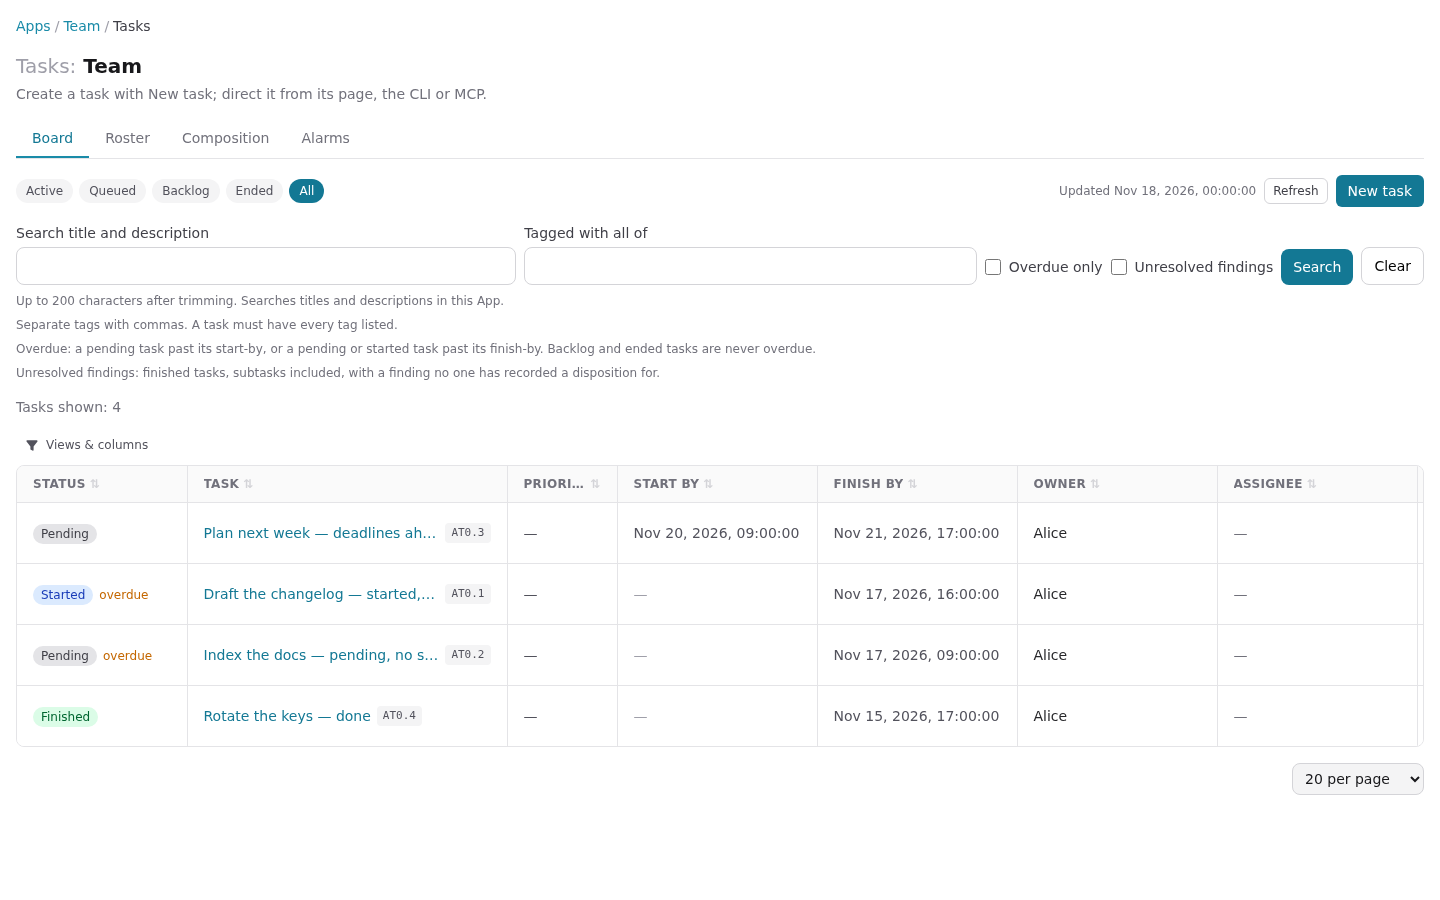 Apps / Team / Tasks
Tasks: Team
Create a task with New task; direct it from its page, the CLI or MCP.
Board Roster Composition Alarms
Active Queued Backlog Ended All Updated Nov 18, 2026, 00:00:00 Refresh New task
Search title and description Tagged with all of
Overdue only Unresolved findings Search Clear
Up to 200 characters after trimming. Searches titles and descriptions in this App.
Separate tags with commas. A task must have every tag listed.
Overdue: a pending task past its start-by, or a pending or started task past its finish-by. Backlog and ended tasks are never overdue.
Unresolved findings: finished tasks, subtasks included, with a finding no one has recorded a disposition for.
Tasks shown: 4
Views & columns
STATUS TASK PRIORI... START BY FINISH BY OWNER ASSIGNEE
Pending Plan next week — deadlines ah... AT0.3 — Nov 20, 2026, 09:00:00 Nov 21, 2026, 17:00:00 Alice —
Started overdue Draft the changelog — started,... AT0.1 — — Nov 17, 2026, 16:00:00 Alice —
Pending overdue Index the docs — pending, no s... AT0.2 — — Nov 17, 2026, 09:00:00 Alice —
Finished Rotate the keys — done AT0.4 — — Nov 15, 2026, 17:00:00 Alice —
20 per page